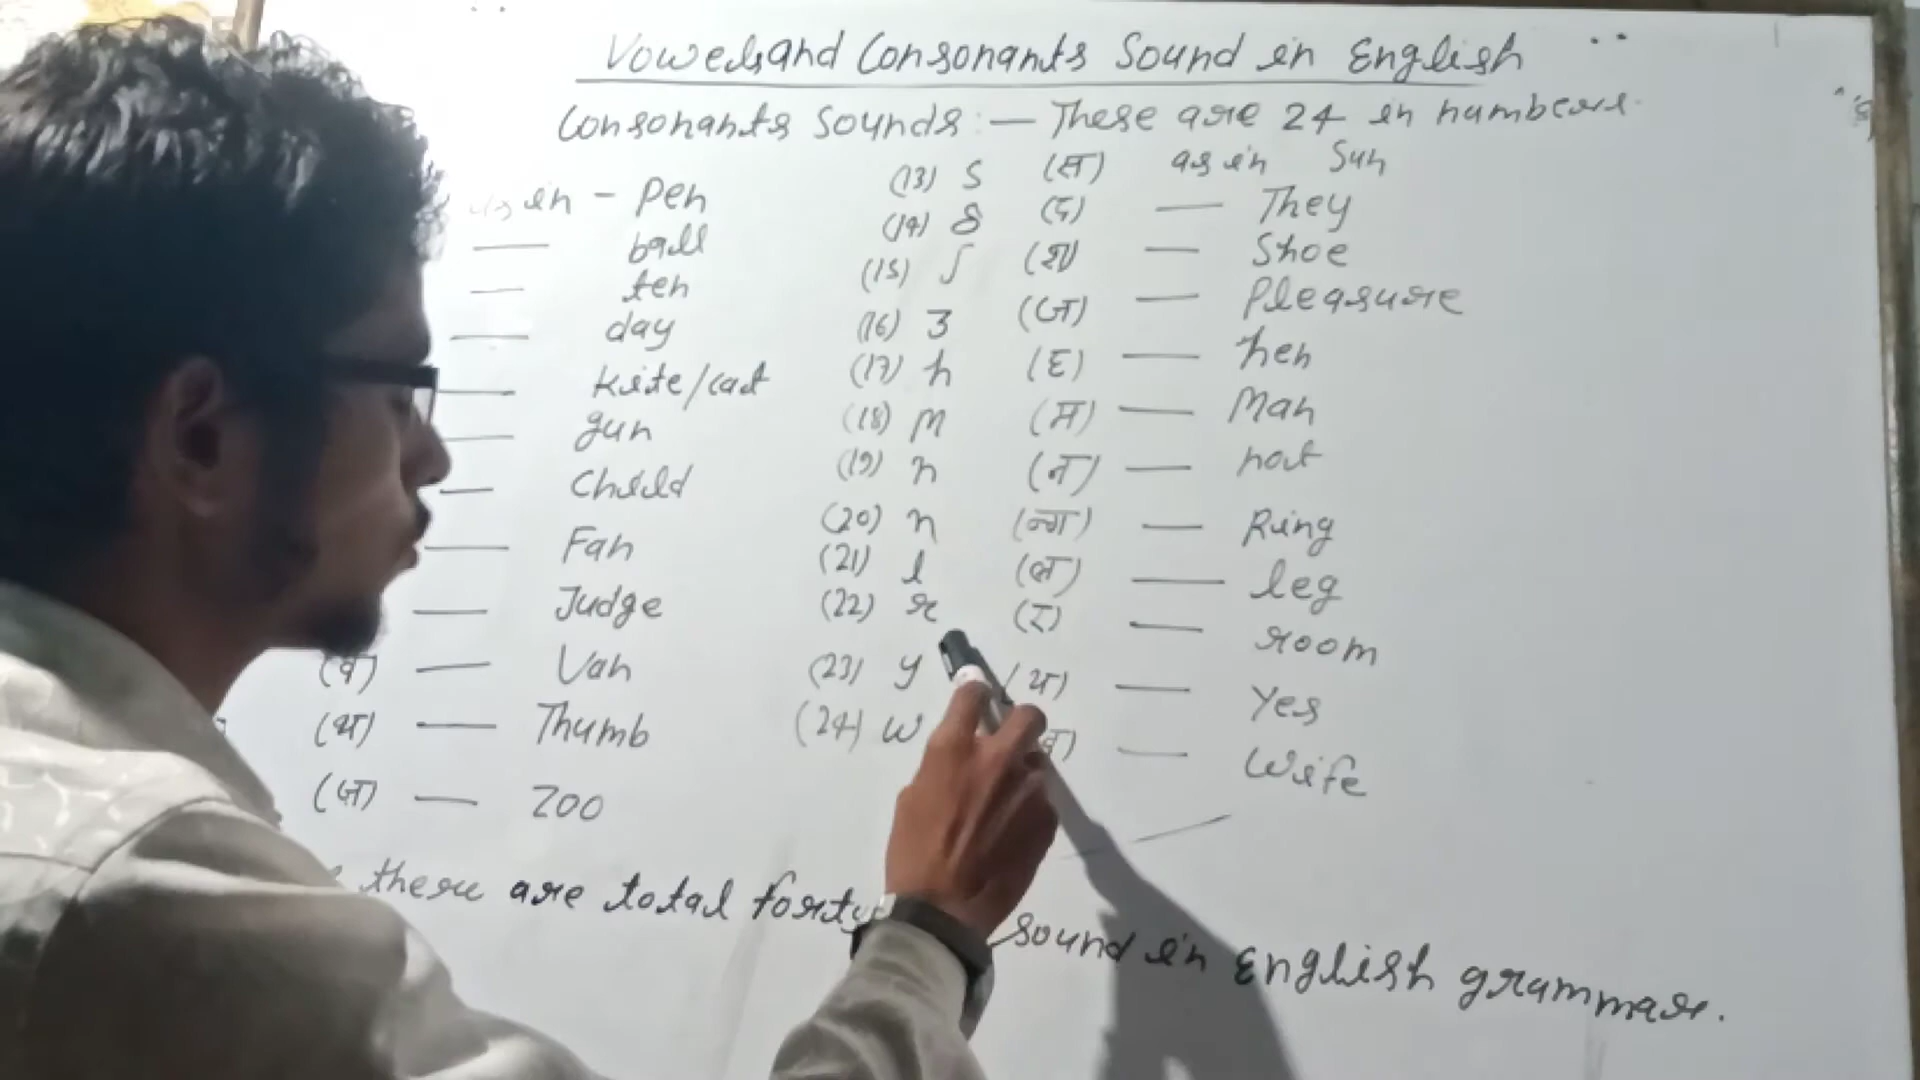 Vowels and Consonants Sound in English
Consonants Sounds :— These are 24 in numbers.
as in – Pen
— ball
— ten
— day
— Kite/Cat
— gun
— Child
— Fan
— Judge
(व) — Van
(था) — Thumb
(ज) — Zoo
(13) S (स) as in Sun
(14) ð (द) — They
(15) ʃ (श) — Shoe
(16) ʒ (ज) — Pleasure
(17) h (ह) — hen
(18) m (म) — Man
(19) n (न) — not
(20) η (न्ग) — Ring
(21) l (ल) — leg
(22) r (र) — room
(23) y (य) — Yes
(24) w (व) — Wife
there are total forty sound in English grammar.